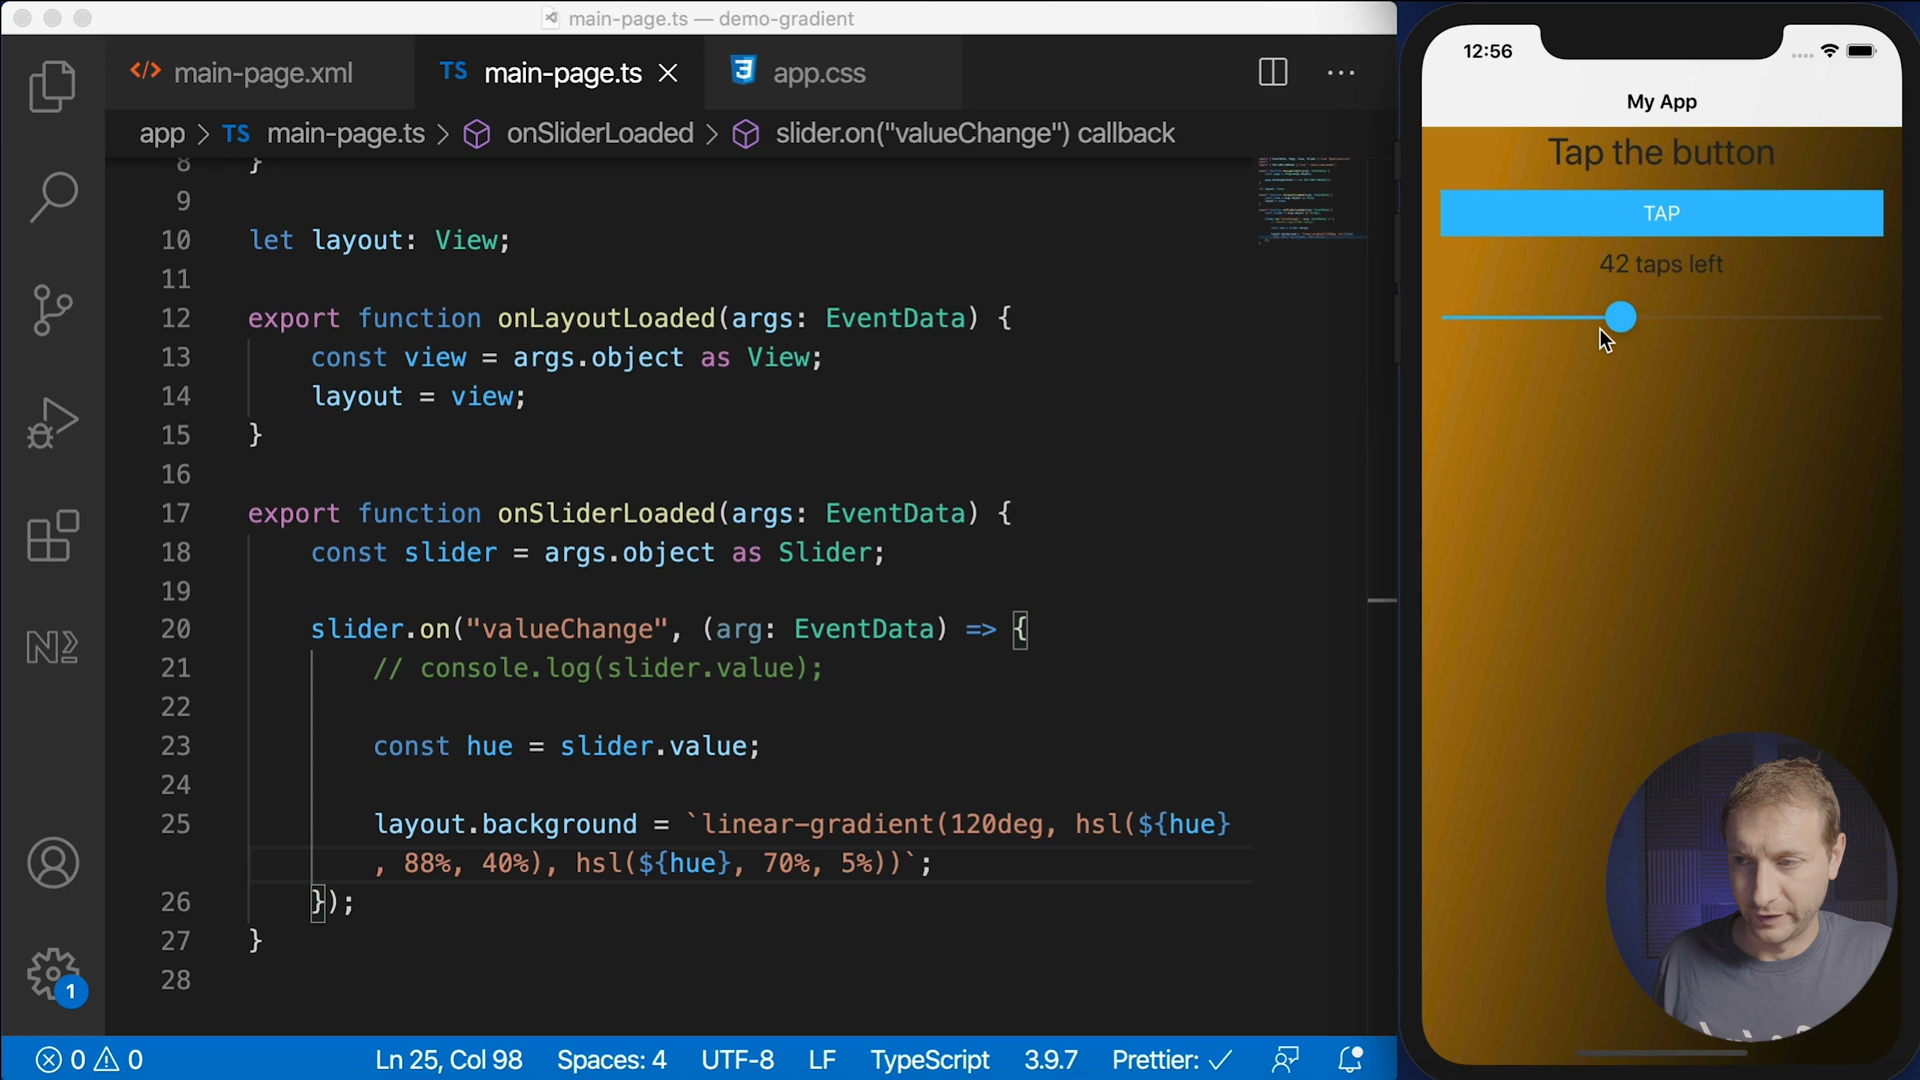 main-page.ts — demo-gradient
main-page.xml
TS main-page.ts
app.css
app > TS main-page.ts > onSliderLoaded > slider.on("valueChange") callback
8 }
9
10 let layout: View;
11
12 export function onLayoutLoaded(args: EventData) {
13 const view = args.object as View;
14 layout = view;
15 }
16
17 export function onSliderLoaded(args: EventData) {
18 const slider = args.object as Slider;
19
20 slider.on("valueChange", (arg: EventData) => {
21 // console.log(slider.value);
22
23 const hue = slider.value;
24
25 layout.background = `linear-gradient(120deg, hsl(${hue}
, 88%, 40%), hsl(${hue}, 70%, 5%))`;
26 });
27 }
28
1
0 0 Ln 25, Col 98 Spaces: 4 UTF-8 LF TypeScript 3.9.7 Prettier: ✓
12:56
My App
Tap the button
TAP
42 taps left